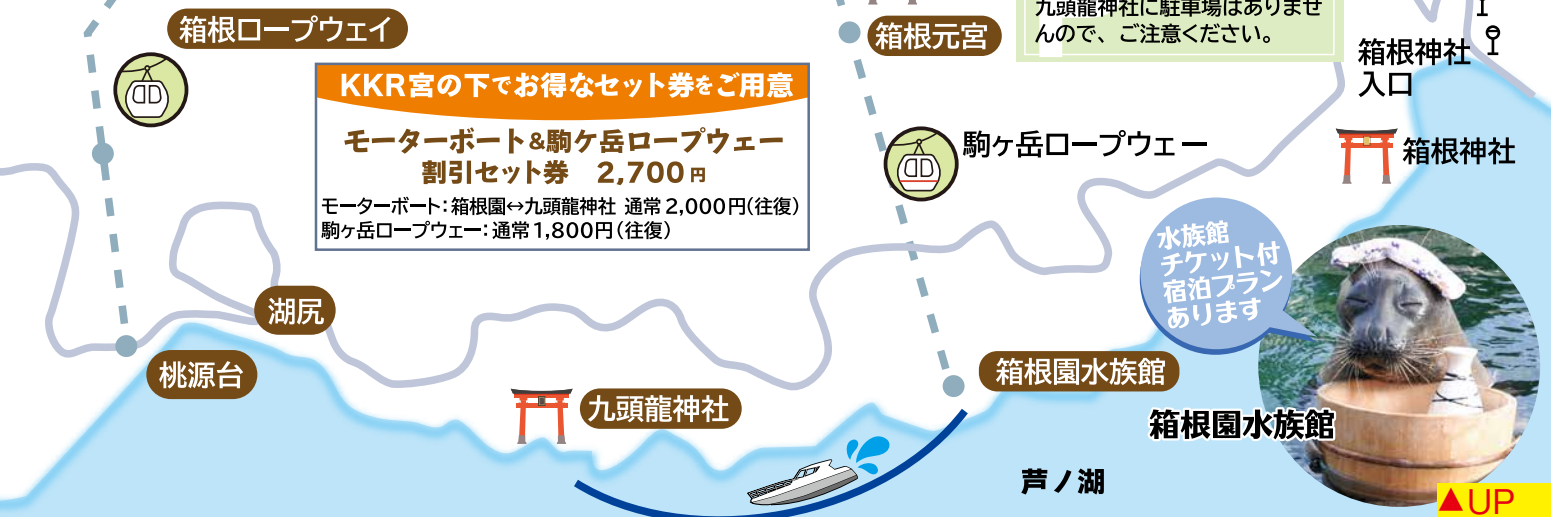 箱根ロープウェイ
KKR宮の下でお得なセット券をご用意
モーターボート&駒ケ岳ロープウェー
割引セット券 2,700円
モーターボート:箱根園↔九頭龍神社 通常2,000円(往復)
駒ヶ岳ロープウェー:通常1,800円(往復)
箱根元宮
九頭龍神社に駐車場はありませ
んので、ご注意ください。
箱根神社
入口
駒ヶ岳ロープウェー
箱根神社
水族館
チケット付
宿泊プラン
あります
湖尻
桃源台
九頭龍神社
箱根園水族館
箱根園水族館
芦ノ湖
▲UP